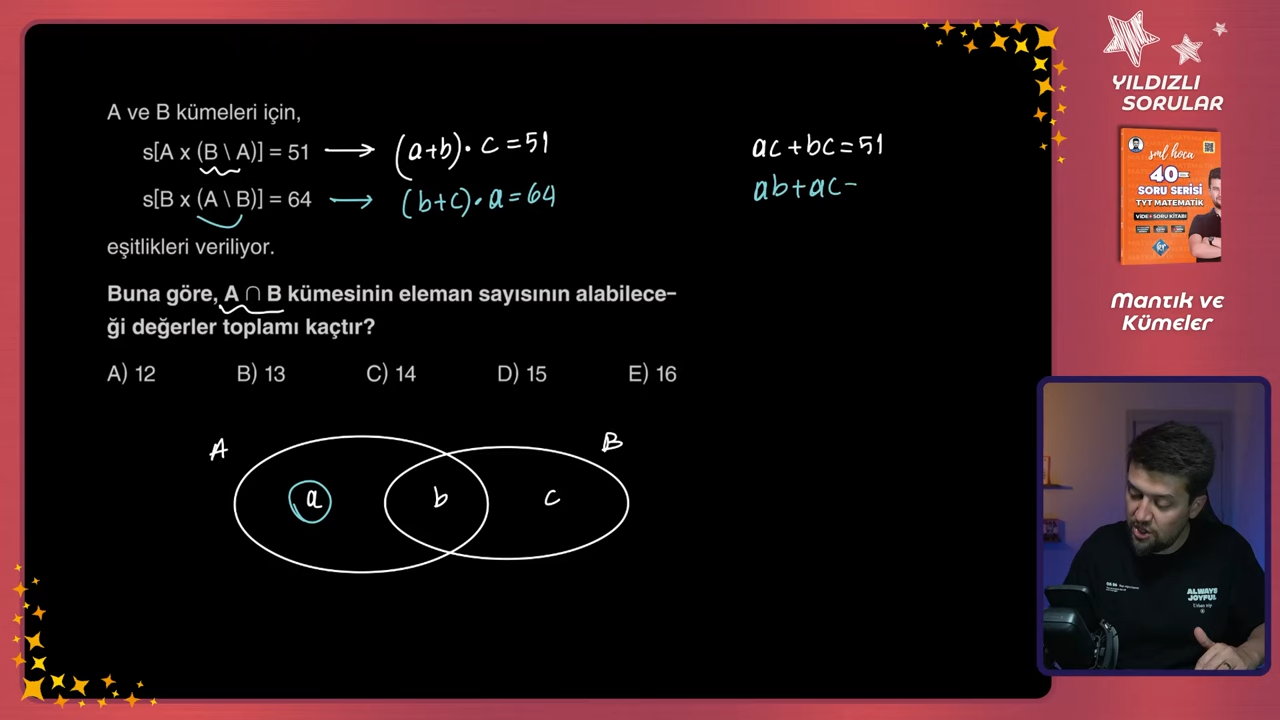 A ve B kümeleri için,
s[A x (B \ A)] = 51 → (a+b)·c=51
s[B x (A \ B)] = 64 → (b+c)·a=64
eşitlikleri veriliyor.
Buna göre, A ∩ B kümesinin eleman sayısının alabilece–
ği değerler toplamı kaçtır?
A) 12 B) 13 C) 14 D) 15 E) 16
ac+bc=51
ab+ac-
A
B
a
b
c
YILDIZLI
SORULAR
sml hoca
40
SORU SERİSİ
TYT MATEMATİK
Mantık ve
Kümeler
ALWAYS
JOYFUL.